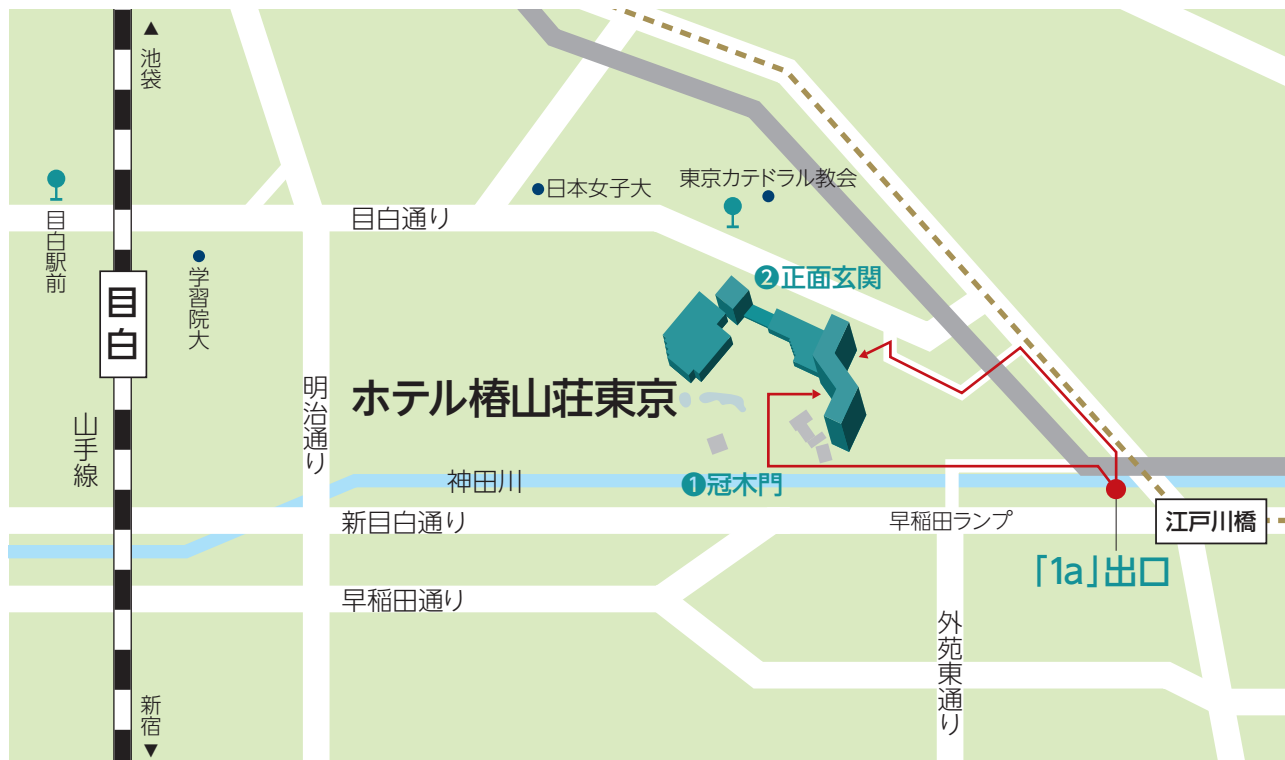 ▲
池袋
日本女子大
東京カテドラル教会
目白駅前
目白通り
学習院大
❷正面玄関
目白
明治通り
ホテル椿山荘東京
山手線
神田川
❶冠木門
新目白通り
早稲田ランプ
江戸川橋
「1a」出口
早稲田通り
外苑東通り
新宿
▼